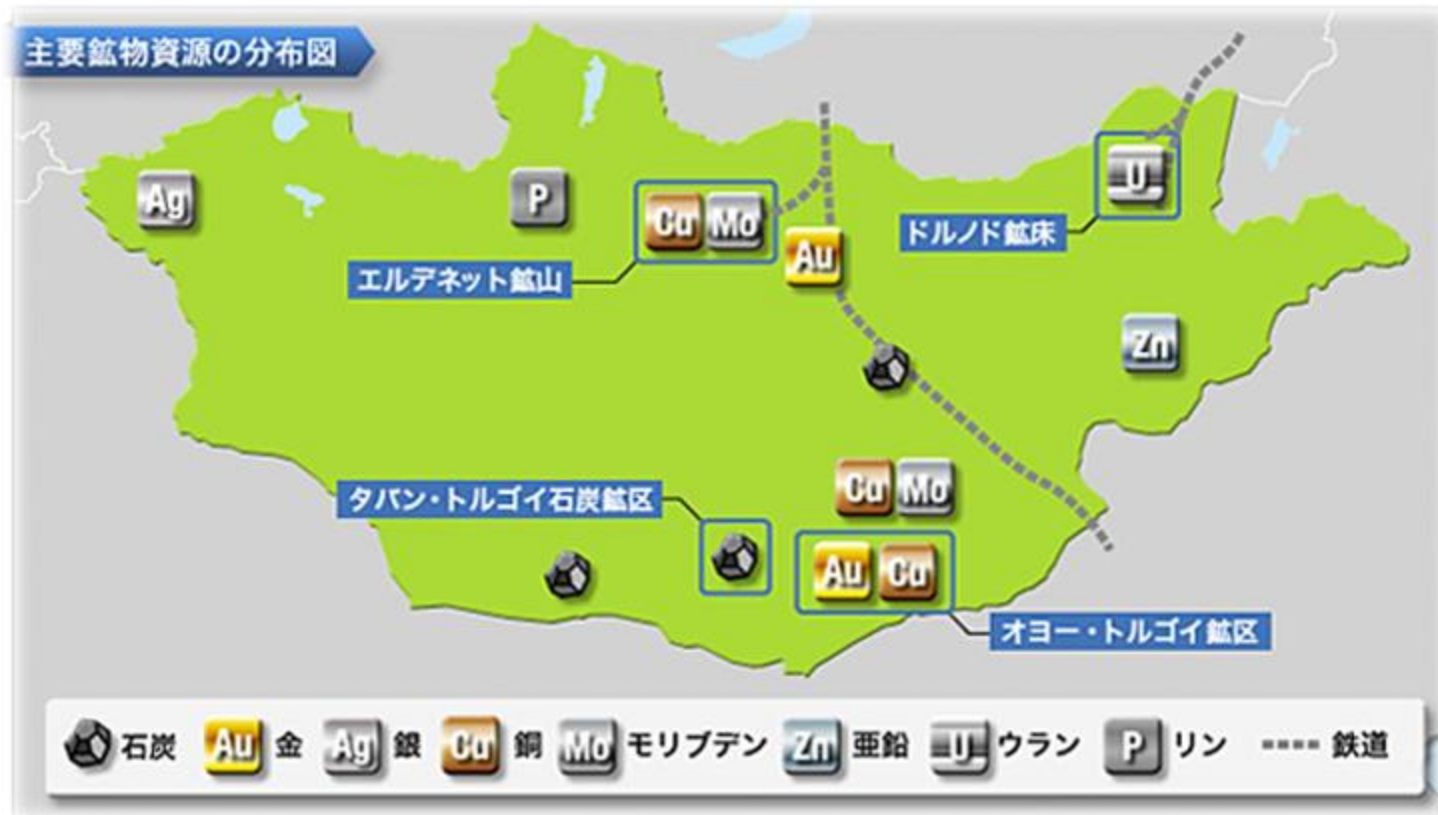 主要鉱物資源の分布図
Ag
P
Cu Mo
U
ドルノド鉱床
Au
エルデネット鉱山
Zn
Cu Mo
タバン・トルゴイ石炭鉱区
Au Cu
オヨー・トルゴイ鉱区
石炭 Au 金 Ag 銀 Cu 銅 Mo モリブデン Zn 亜鉛 U ウラン P リン 鉄道